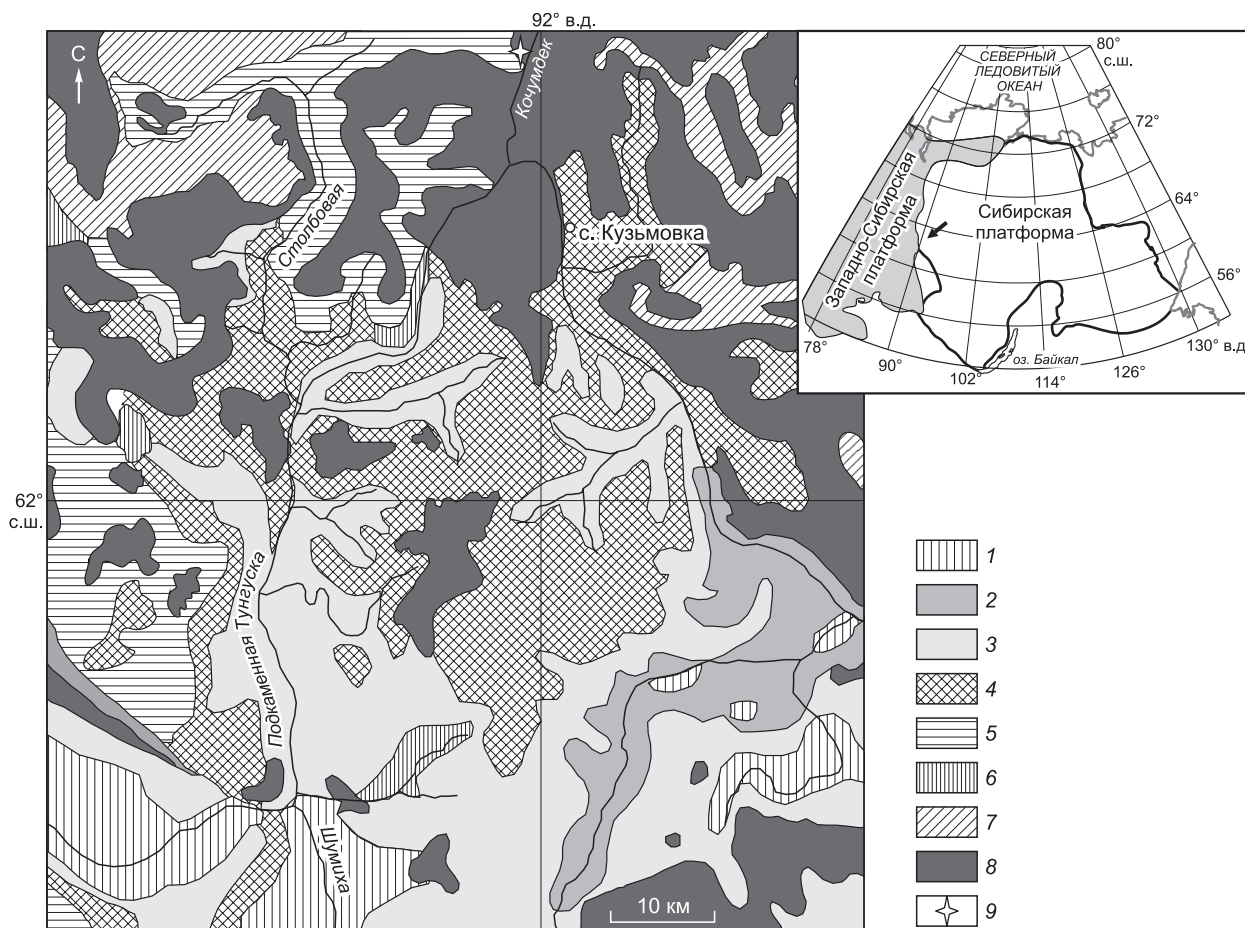 92° в.д.
С
Кочумдек
Столбовая
с. Кузьмовка
62°
с.ш.
Подкаменная Тунгуска
Шумиха
10 км
СЕВЕРНЫЙ
ЛЕДОВИТЫЙ
ОКЕАН
80°
с.ш.
72°
64°
56°
Западно-Сибирская
платформа
Сибирская
платформа
оз. Байкал
78°
90°
102°
114°
126°
130° в.д.
1
2
3
4
5
6
7
8
9